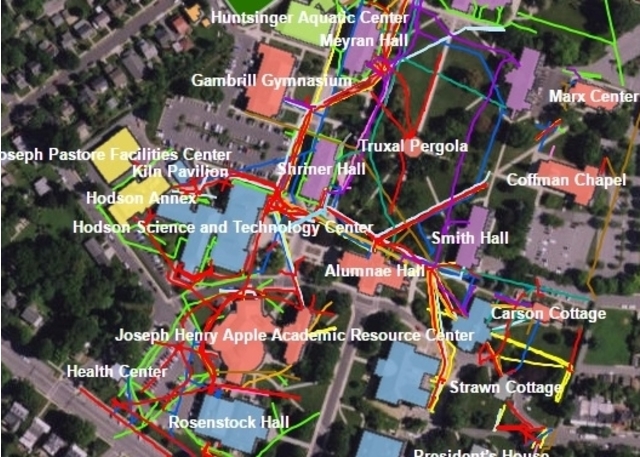 Huntsinger Aquatic Center
Meyran Hall
Gambrill Gymnasium
Marx Center
Truxal Pergola
oseph Pastore Facilities Center
Kiln Pavilion
Shriner Hall
Coffman Chapel
Hodson Annex
Hodson Science and Technology Center
Smith Hall
Alumnae Hall
Carson Cottage
Joseph Henry Apple Academic Resource Center
Health Center
Strawn Cottage
Rosenstock Hall
President's House